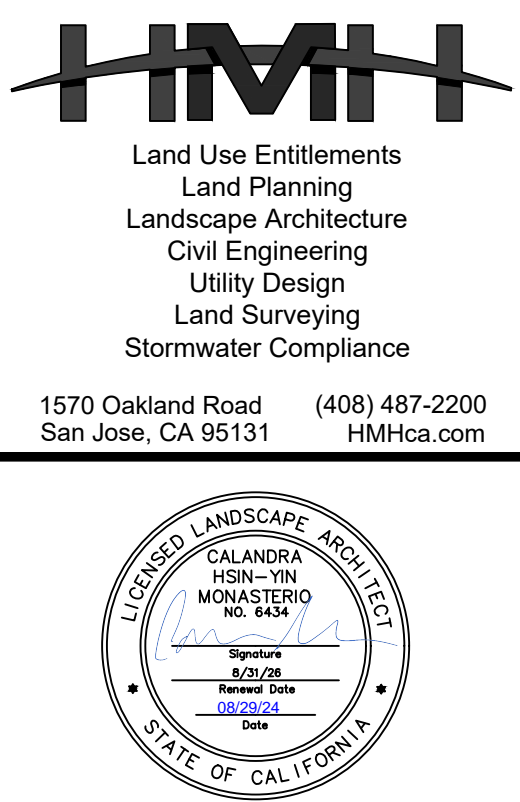 HMH
Land Use Entitlements
Land Planning
Landscape Architecture
Civil Engineering
Utility Design
Land Surveying
Stormwater Compliance
1570 Oakland Road (408) 487-2200
San Jose, CA 95131 HMHca.com
LICENSED LANDSCAPE ARCHITECT
CALANDRA
HSIN-YIN
MONASTERIO
NO. 6434
Signature
8/31/26
Renewal Date
08/29/24
Date
STATE OF CALIFORNIA